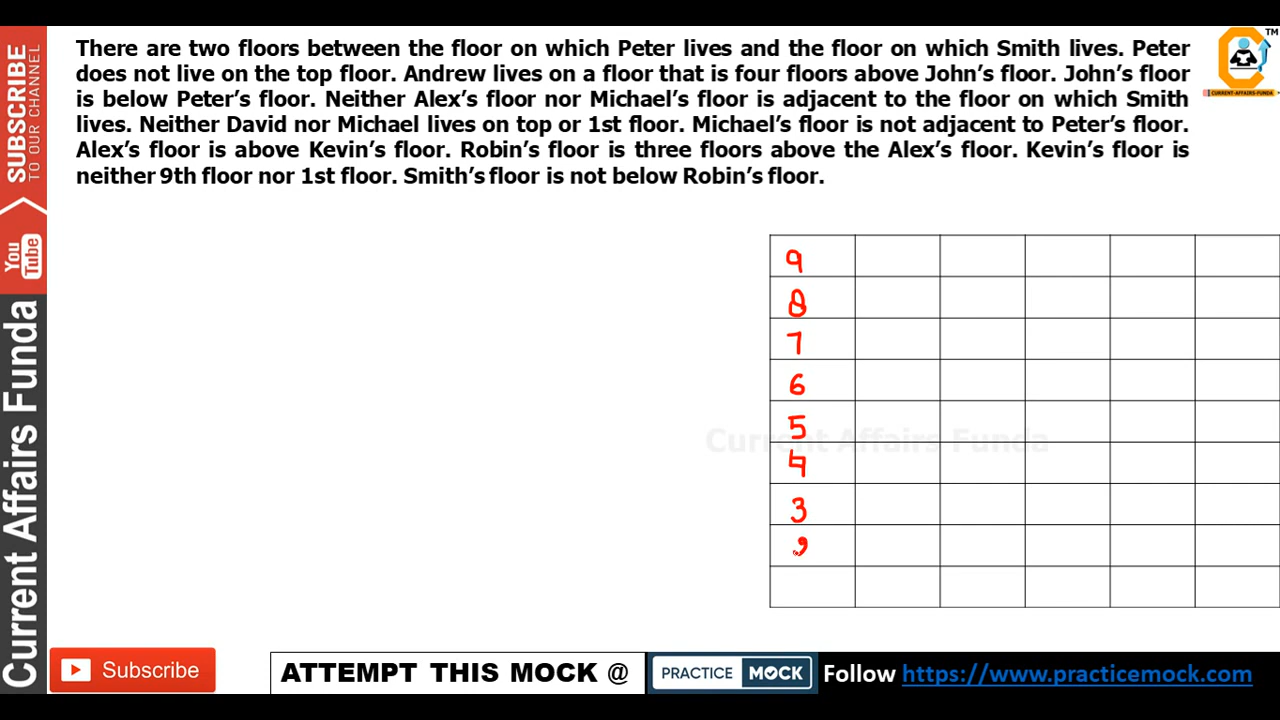 There are two floors between the floor on which Peter lives and the floor on which Smith lives. Peter
does not live on the top floor. Andrew lives on a floor that is four floors above John's floor. John's floor
is below Peter's floor. Neither Alex's floor nor Michael's floor is adjacent to the floor on which Smith
lives. Neither David nor Michael lives on top or 1st floor. Michael's floor is not adjacent to Peter's floor.
Alex's floor is above Kevin's floor. Robin's floor is three floors above the Alex's floor. Kevin's floor is
neither 9th floor nor 1st floor. Smith's floor is not below Robin's floor.
SUBSCRIBE
TO OUR CHANNEL
You
Tube
Current Affairs Funda
C
TM
CURRENT-AFFAIRS-FUNDA
9
8
7
6
5
4
3
Current Affairs Funda
Subscribe
ATTEMPT THIS MOCK @
PRACTICE MOCK
Follow https://www.practicemock.com